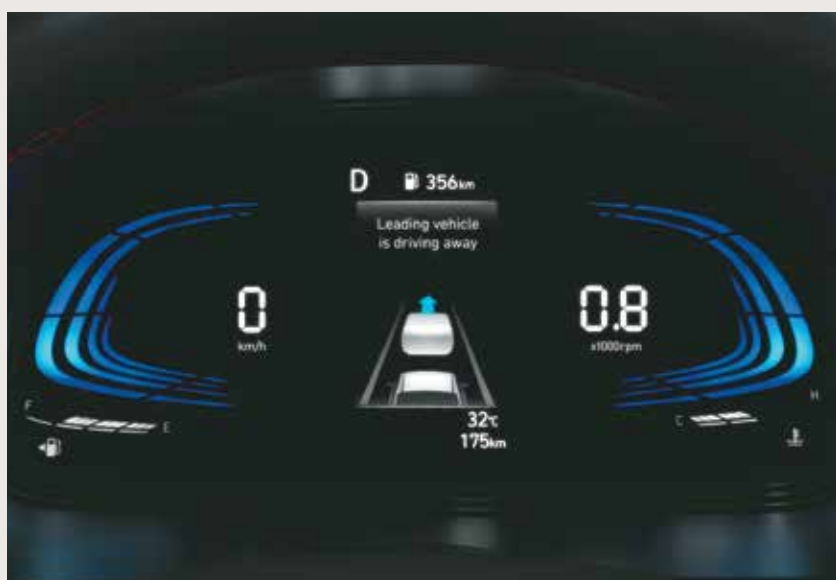 D 356km
Leading vehicle
is driving away
0
km/h
0.8
x1000rpm
F E
C H
32℃
175km